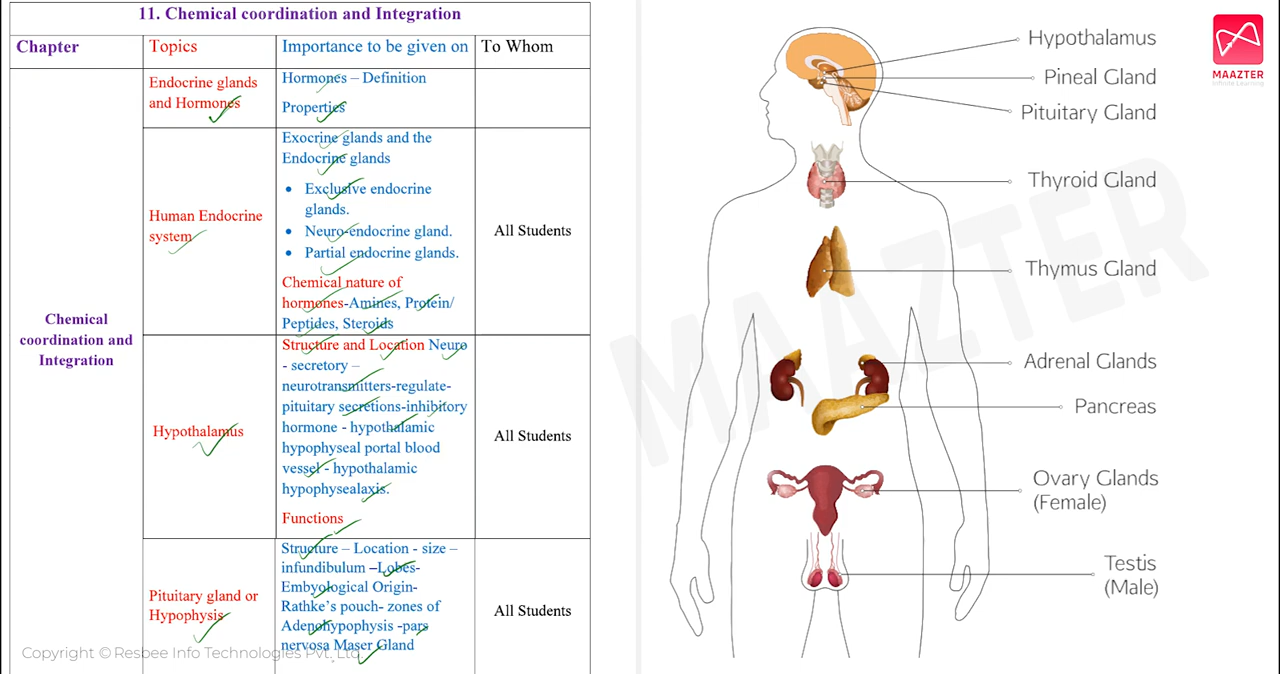 11. Chemical coordination and Integration
Chapter
Topics
Importance to be given on
To Whom
Chemical
coordination and
Integration
Endocrine glands
and Hormones
Hormones – Definition
Properties
Human Endocrine
system
Exocrine glands and the
Endocrine glands
• Exclusive endocrine
glands.
• Neuro-endocrine gland.
• Partial endocrine glands.
Chemical nature of
hormones-Amines, Protein/
Peptides, Steroids
All Students
Hypothalamus
Structure and Location Neuro
- secretory –
neurotransmitters-regulate-
pituitary secretions-inhibitory
hormone - hypothalamic
hypophyseal portal blood
vessel - hypothalamic
hypophysealaxis.
Functions
All Students
Pituitary gland or
Hypophysis
Structure – Location - size –
infundibulum –Lobes-
Embyological Origin-
Rathke's pouch- zones of
Adenohypophysis -pars
nervosa Maser Gland
All Students
Copyright © Resbee Info Technologies Pvt. Ltd.
Hypothalamus
Pineal Gland
Pituitary Gland
Thyroid Gland
Thymus Gland
Adrenal Glands
Pancreas
Ovary Glands
(Female)
Testis
(Male)
MAAZTER
Infinite Learning
MAAZTER